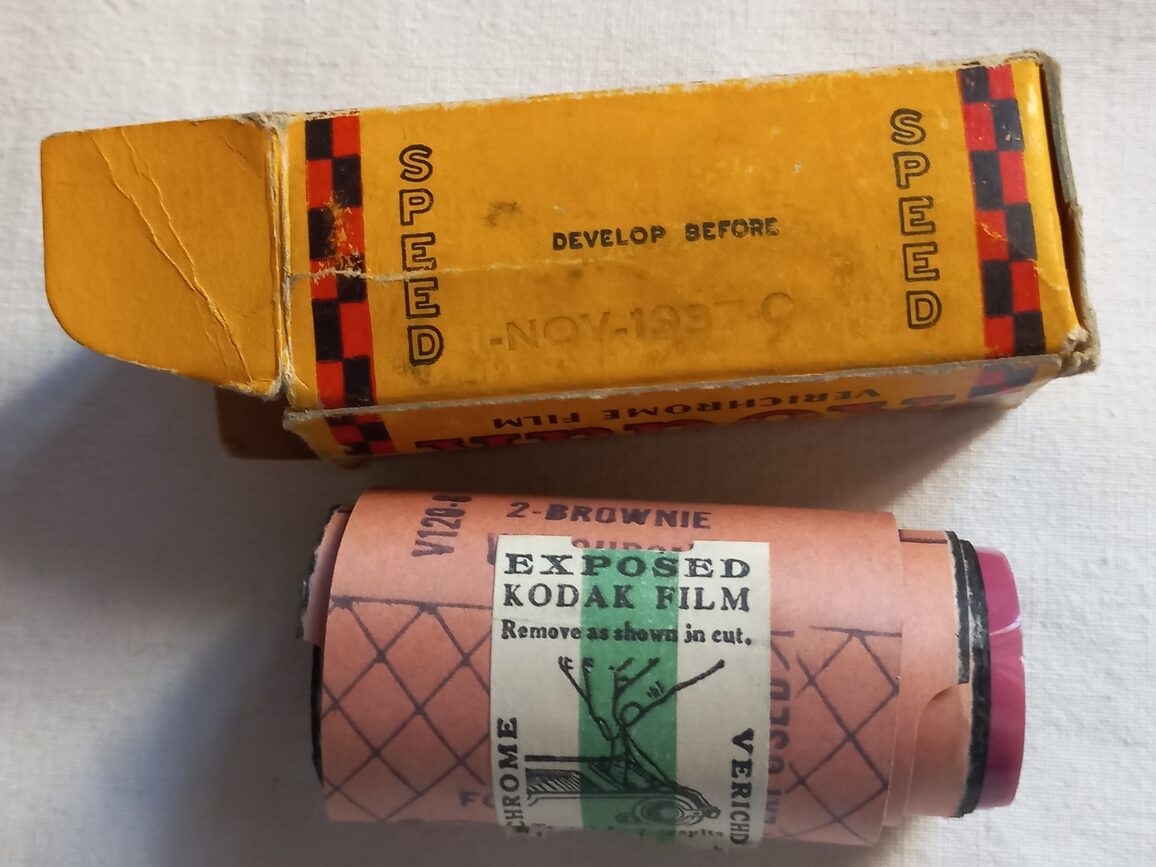 SPEED
DEVELOP BEFORE
-NOV-1937
SPEED
VERICHROME FILM
V120-
2-BROWNIE
EXPOSED
KODAK FILM
Remove as shown in cut.
CHROME
VERICH